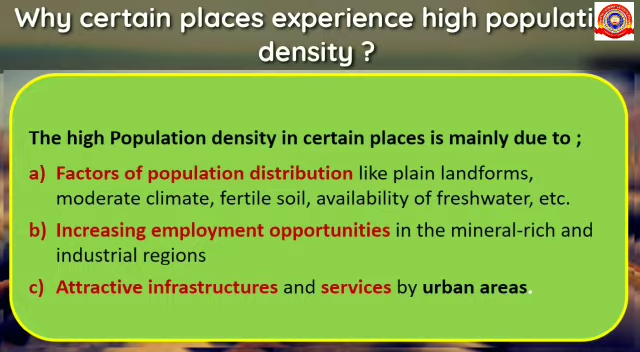 Why certain places experience high populati
density ?
The high Population density in certain places is mainly due to ;
a) Factors of population distribution like plain landforms,
moderate climate, fertile soil, availability of freshwater, etc.
b) Increasing employment opportunities in the mineral-rich and
industrial regions
c) Attractive infrastructures and services by urban areas.